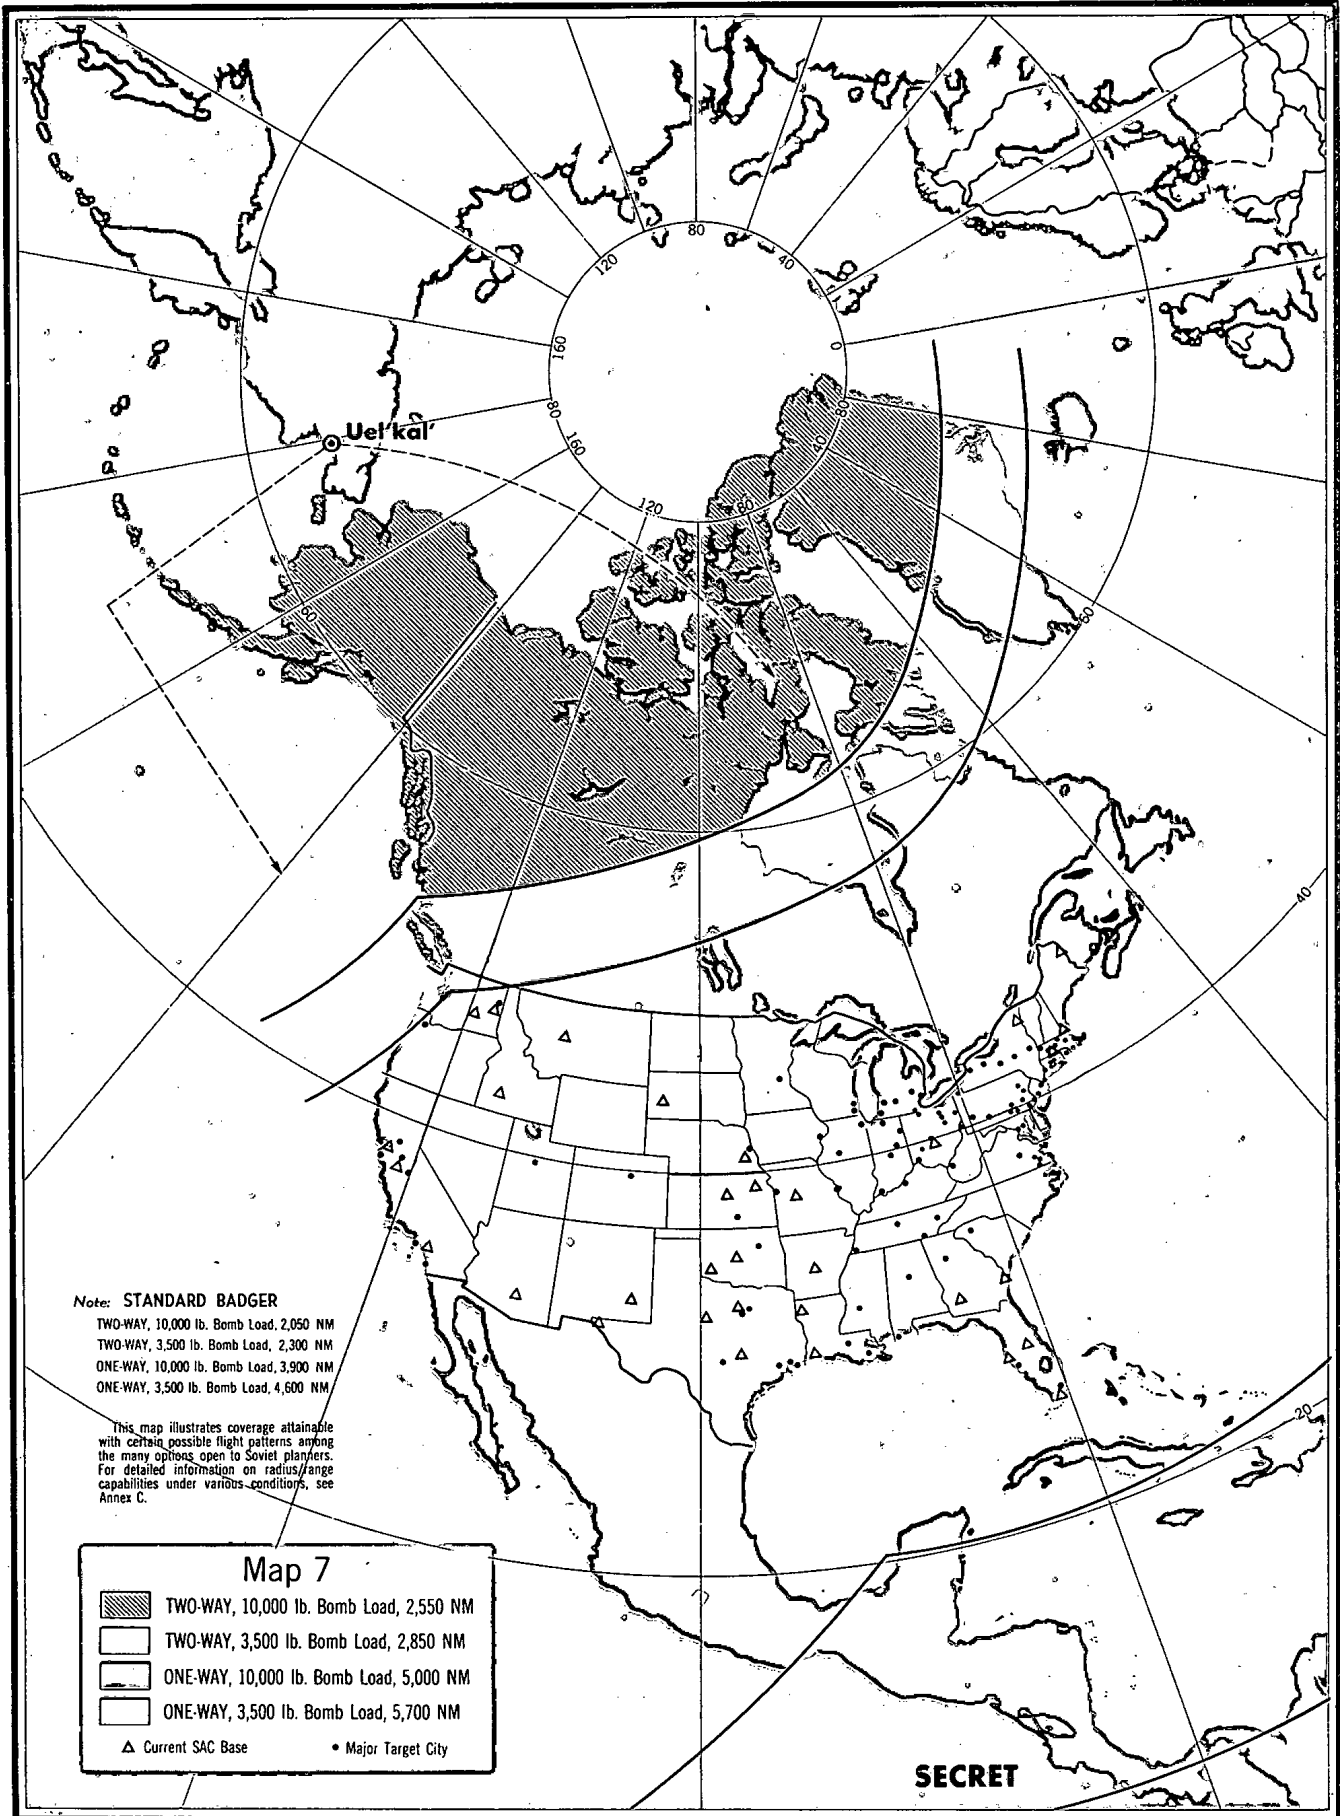 80
120
40
160
0
80
160
80
40
120
80
Uel'kal'
60
60
40
20
Note: STANDARD BADGER
TWO-WAY, 10,000 lb. Bomb Load, 2,050 NM
TWO-WAY, 3,500 lb. Bomb Load, 2,300 NM
ONE-WAY, 10,000 lb. Bomb Load, 3,900 NM
ONE-WAY, 3,500 lb. Bomb Load, 4,600 NM
This map illustrates coverage attainable
with certain possible flight patterns among
the many options open to Soviet planners.
For detailed information on radius/range
capabilities under various conditions, see
Annex C.
Map 7
TWO-WAY, 10,000 lb. Bomb Load, 2,550 NM
TWO-WAY, 3,500 lb. Bomb Load, 2,850 NM
ONE-WAY, 10,000 lb. Bomb Load, 5,000 NM
ONE-WAY, 3,500 lb. Bomb Load, 5,700 NM
Current SAC Base
Major Target City
SECRET